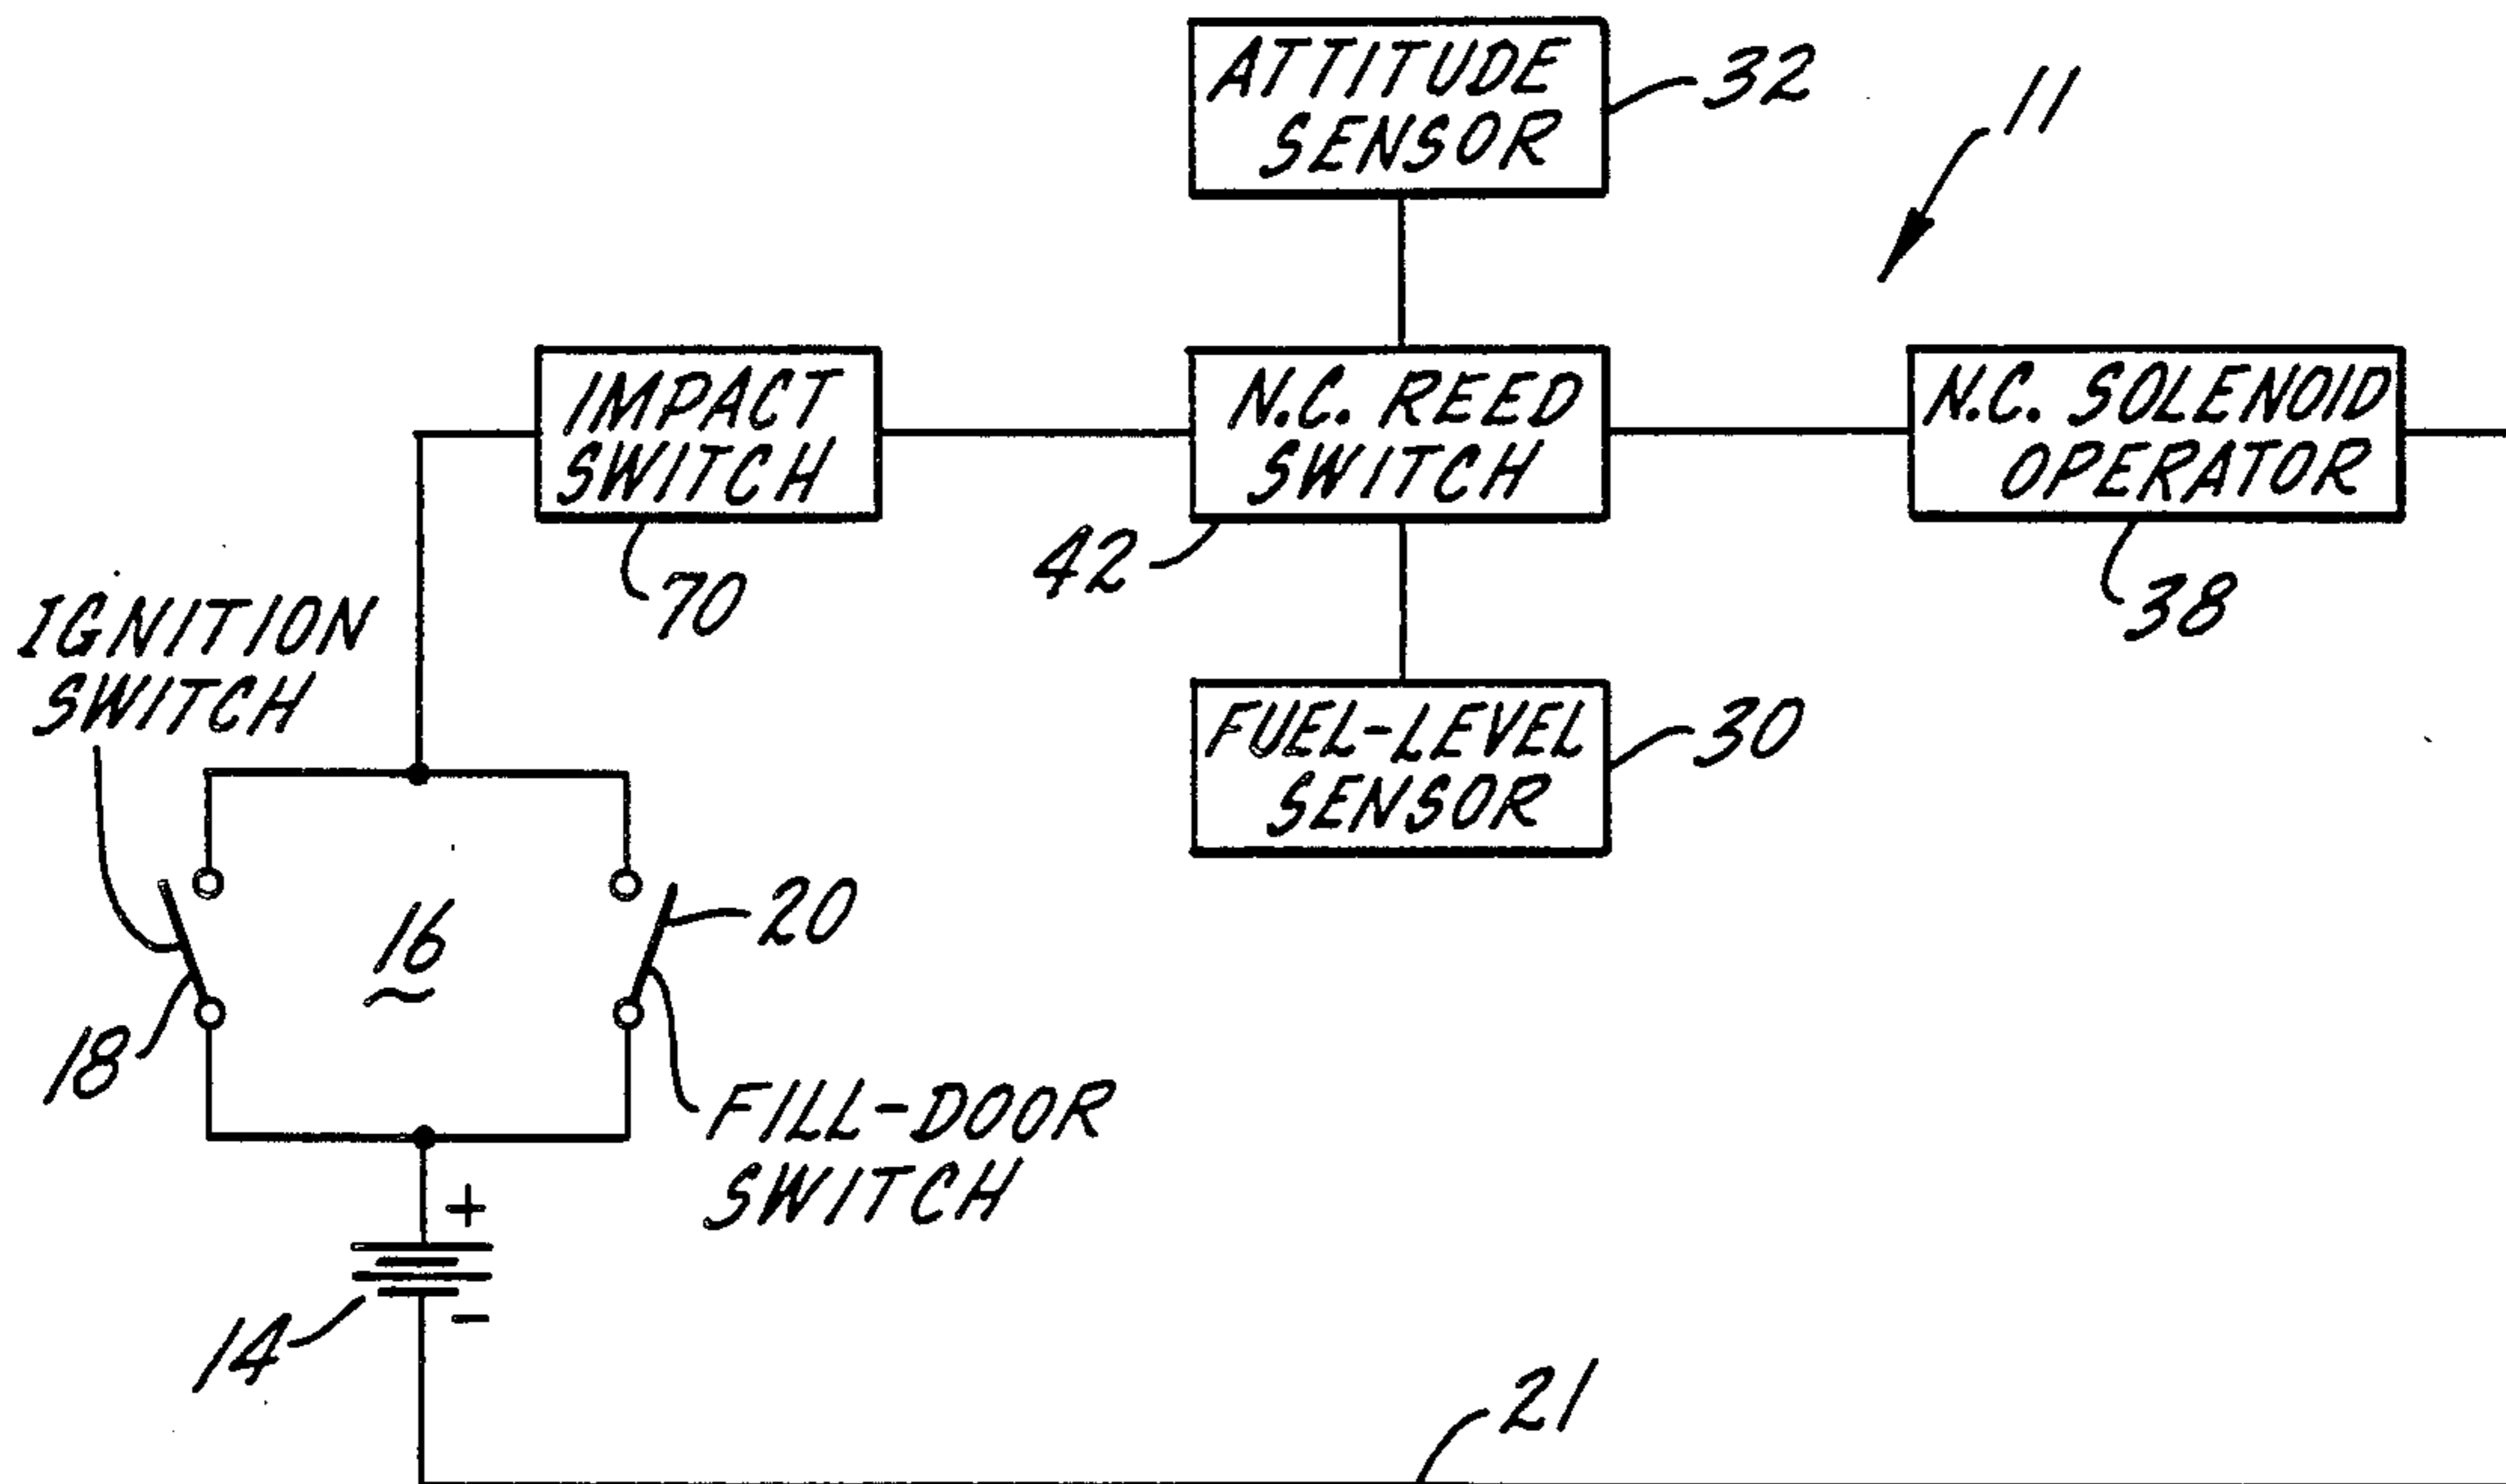 ATTITUDE
SENSOR
32
11
IMPACT
SWITCH
70
N.C. REED
SWITCH
42
N.C. SOLENOID
OPERATOR
38
IGNITION
SWITCH
FUEL-LEVEL
SENSOR
30
16
20
18
FILL-DOOR
SWITCH
+
-
14
21